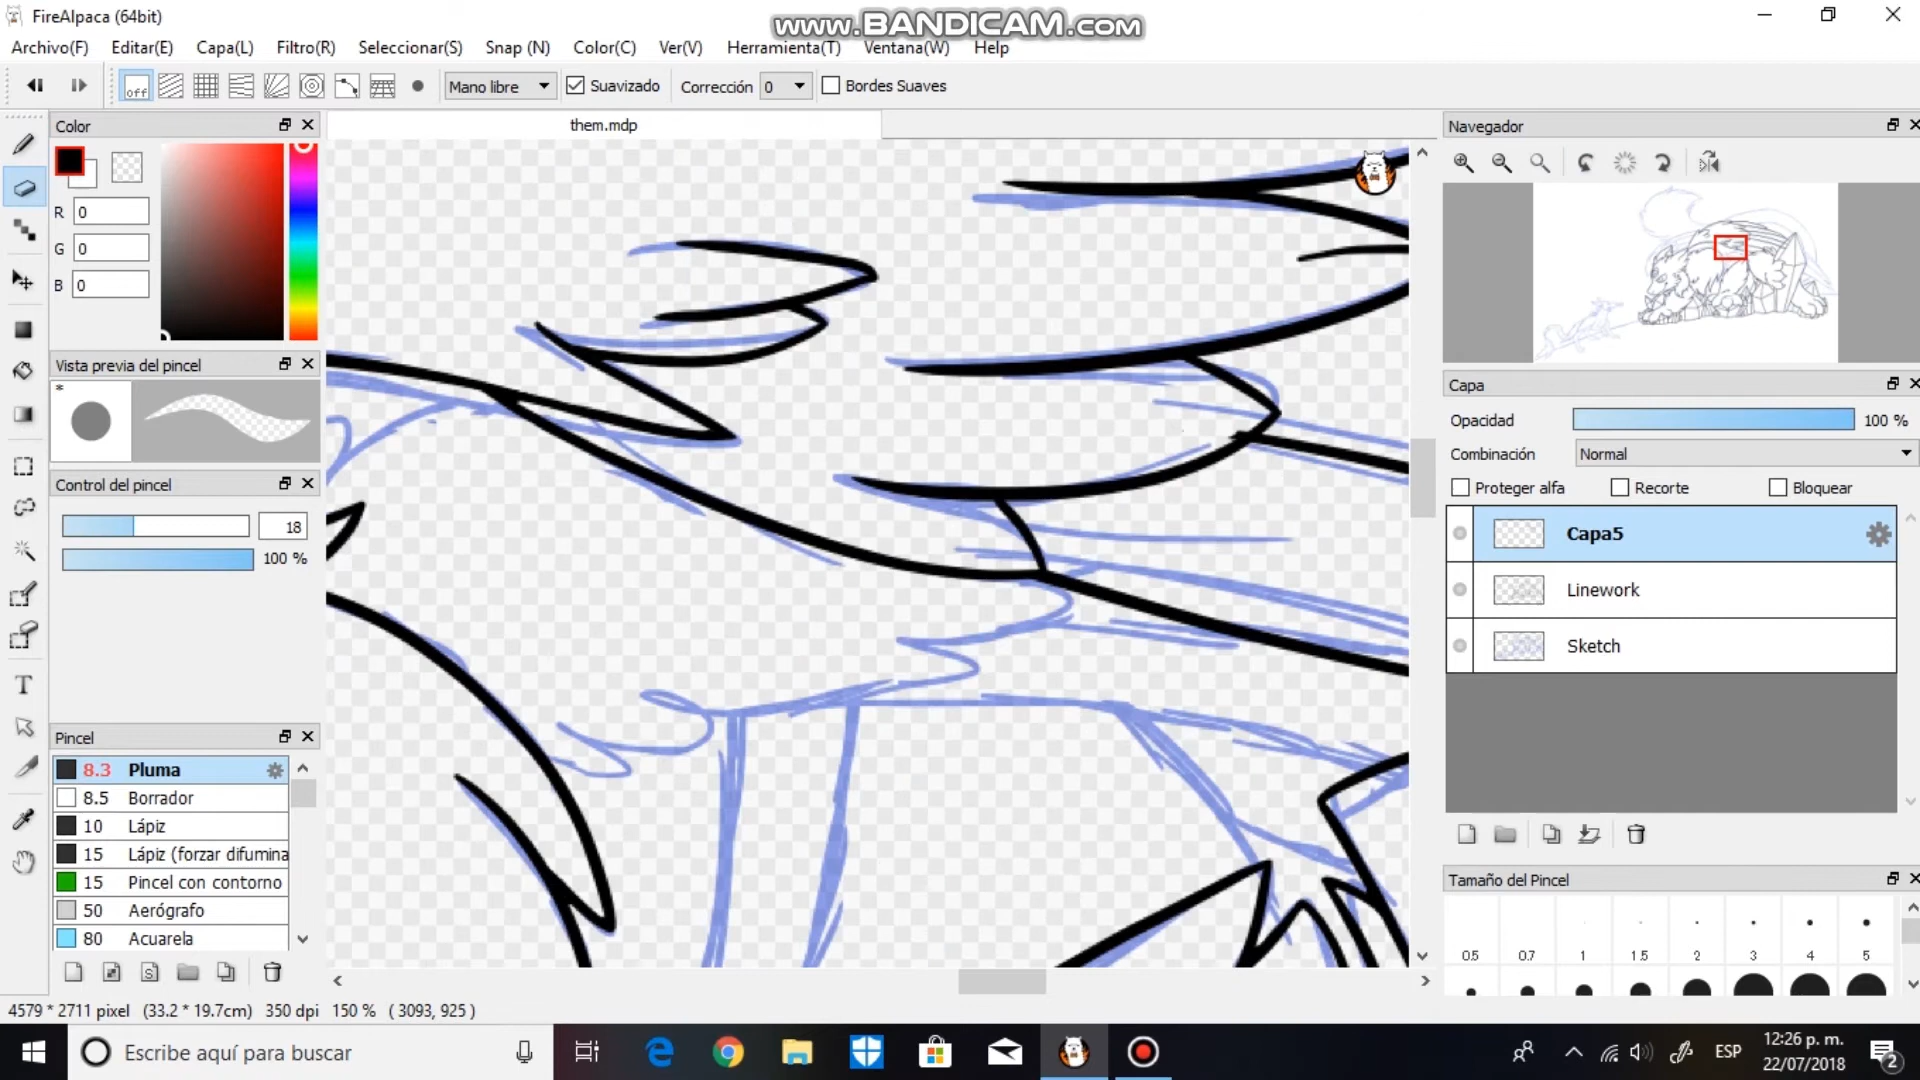 FireAlpaca (64bit)
www.BANDICAM.com
Archivo(F) Editar(E) Capa(L) Filtro(R) Seleccionar(S) Snap (N) Color(C) Ver(V) Herramienta(T) Ventana(W) Help
off Mano libre Suavizado Corrección 0 Bordes Suaves
Color
them.mdp
Navegador
R 0
G 0
B 0
Vista previa del pincel
*
Capa
Opacidad 100 %
Combinación Normal
Control del pincel
Proteger alfa Recorte Bloquear
18
100 %
Capa5
Linework
Sketch
Pincel
8.3 Pluma
8.5 Borrador
10 Lápiz
15 Lápiz (forzar difumina
15 Pincel con contorno
50 Aerógrafo
80 Acuarela
Tamaño del Pincel
0.5 0.7 1 1.5 2 3 4 5
4579 * 2711 pixel (33.2 * 19.7cm) 350 dpi 150 % ( 3093, 925 )
Escribe aquí para buscar
ESP
12:26 p. m.
22/07/2018
2